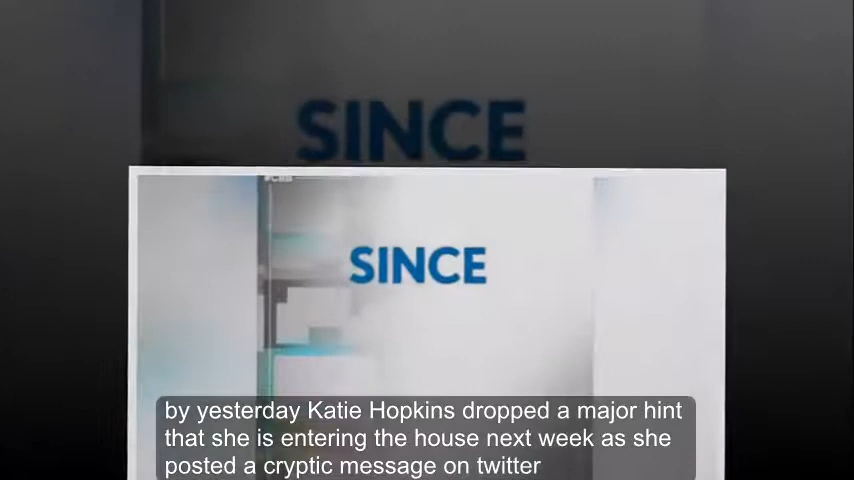 SINCE
SINCE
by yesterday Katie Hopkins dropped a major hint
that she is entering the house next week as she
posted a cryptic message on twitter